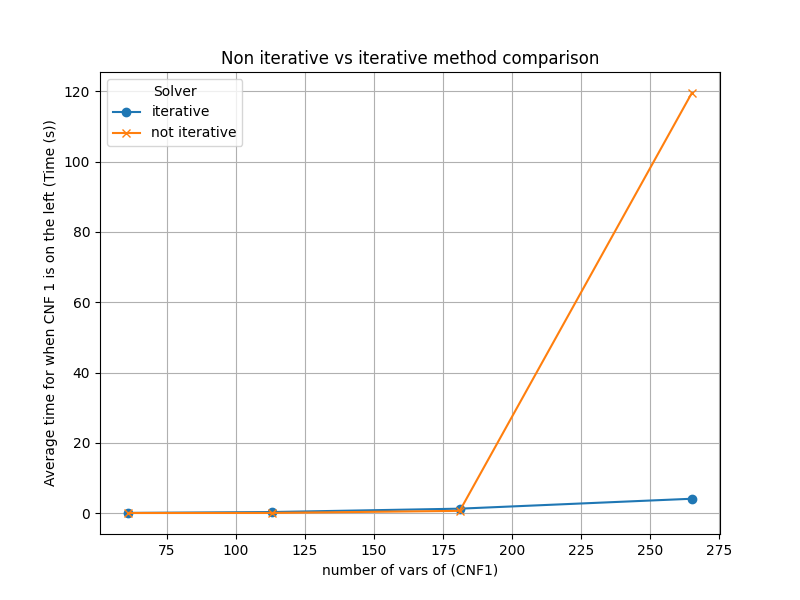 Non iterative vs iterative method comparison
Solver
iterative
not iterative
Average time for when CNF 1 is on the left (Time (s))
120
100
80
60
40
20
0
75 100 125 150 175 200 225 250 275
number of vars of (CNF1)